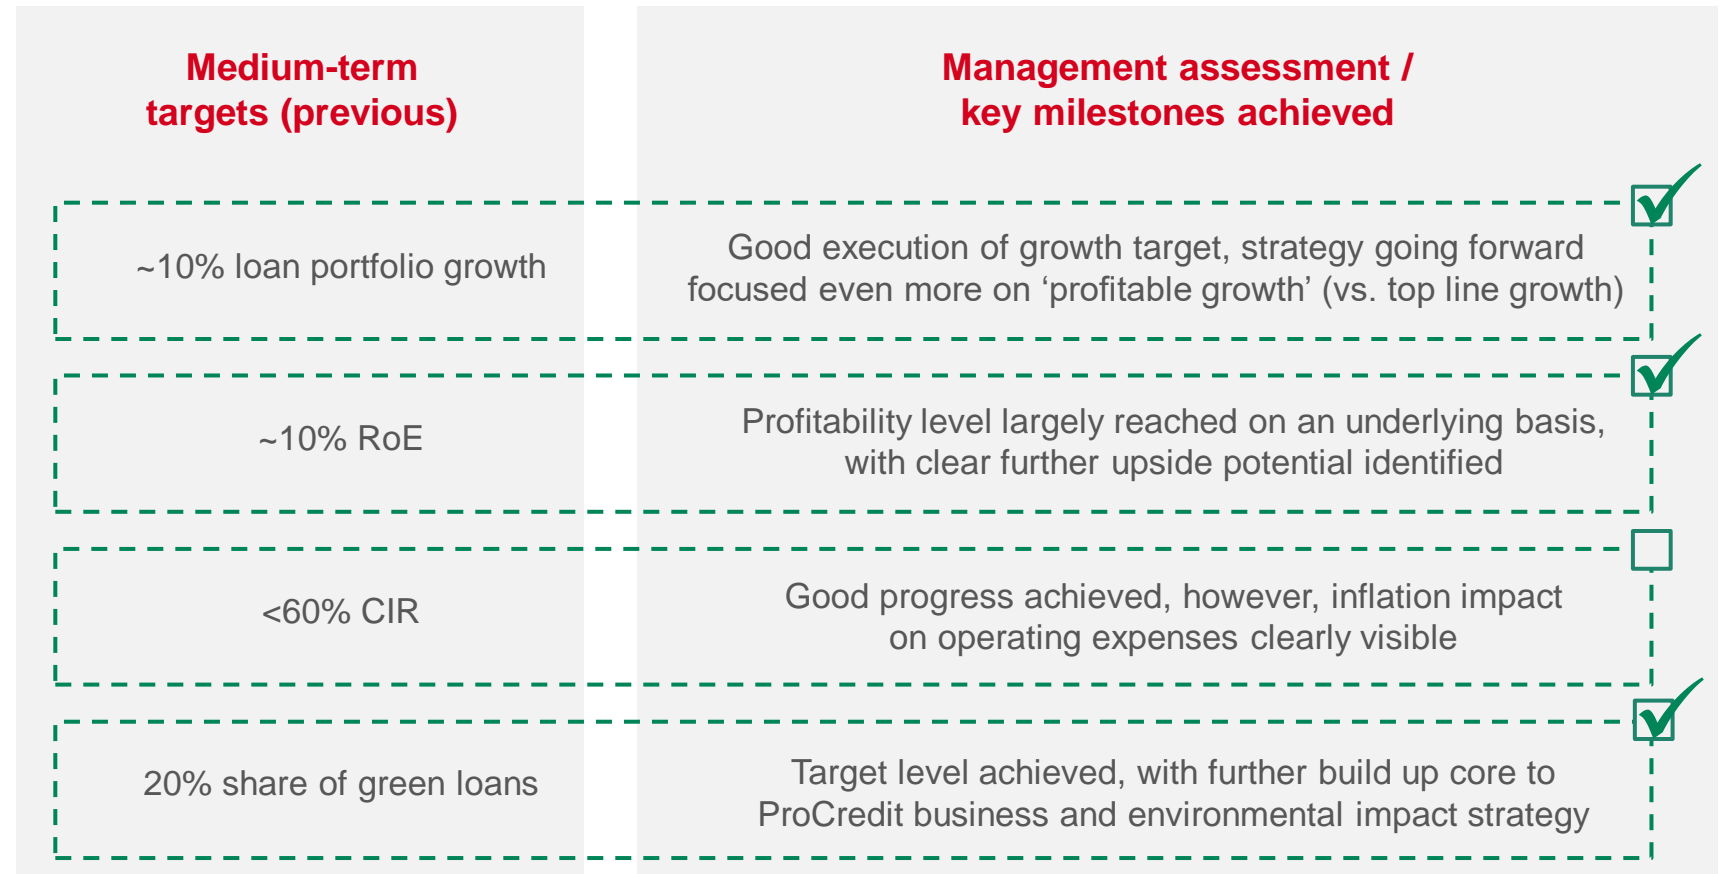 Medium-term
targets (previous)
Management assessment /
key milestones achieved
~10% loan portfolio growth
Good execution of growth target, strategy going forward
focused even more on ‘profitable growth’ (vs. top line growth)
~10% RoE
Profitability level largely reached on an underlying basis,
with clear further upside potential identified
<60% CIR
Good progress achieved, however, inflation impact
on operating expenses clearly visible
20% share of green loans
Target level achieved, with further build up core to
ProCredit business and environmental impact strategy